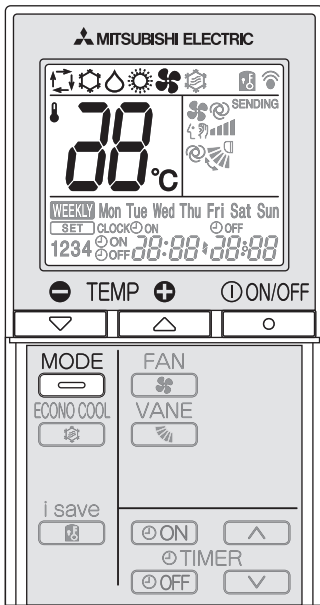 MITSUBISHI ELECTRIC
SENDING
88°C
WEEKLY Mon Tue Wed Thu Fri Sat Sun
SET CLOCK ON OFF
1234 ON 88:88 88:88
OFF
TEMP ON/OFF
MODE FAN
ECONO COOL VANE
i save
ON
TIMER
OFF